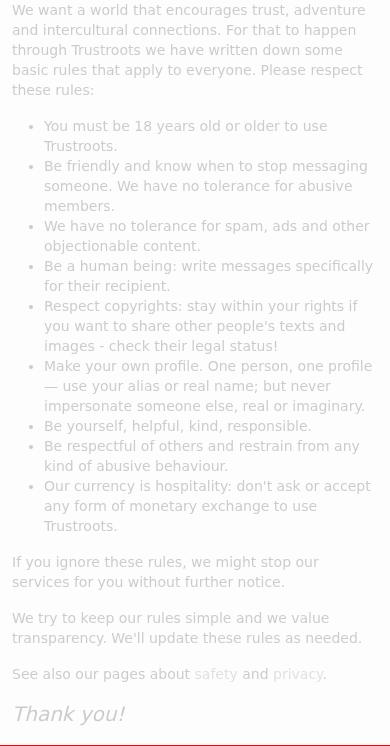 We want a world that encourages trust, adventure
and intercultural connections. For that to happen
through Trustroots we have written down some
basic rules that apply to everyone. Please respect
these rules:
• You must be 18 years old or older to use
Trustroots.
• Be friendly and know when to stop messaging
someone. We have no tolerance for abusive
members.
• We have no tolerance for spam, ads and other
objectionable content.
• Be a human being: write messages specifically
for their recipient.
• Respect copyrights: stay within your rights if
you want to share other people's texts and
images - check their legal status!
• Make your own profile. One person, one profile
— use your alias or real name; but never
impersonate someone else, real or imaginary.
• Be yourself, helpful, kind, responsible.
• Be respectful of others and restrain from any
kind of abusive behaviour.
• Our currency is hospitality: don't ask or accept
any form of monetary exchange to use
Trustroots.
If you ignore these rules, we might stop our
services for you without further notice.
We try to keep our rules simple and we value
transparency. We'll update these rules as needed.
See also our pages about safety and privacy.
Thank you!